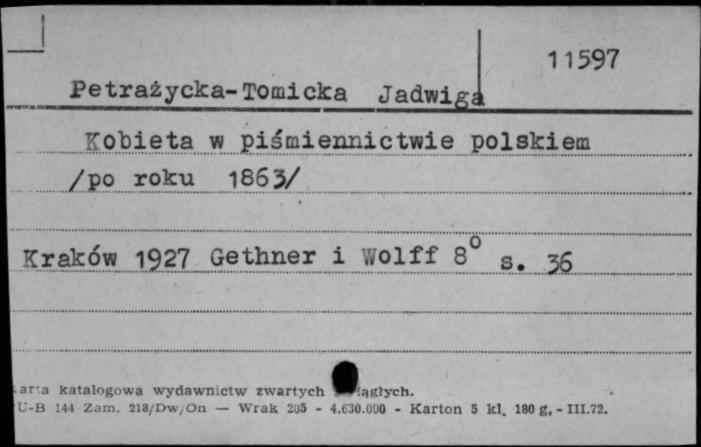 11597
Petrażycka-Tomicka Jadwiga
Kobieta w piśmiennictwie polskiem
/po roku 1863/
Kraków 1927 Gethner i Wolff 8° s. 36
katalogowa wydawnictw zwartych
U-B 144 Zam. 218/Dw/On — Wrak 205 - 4.630.000 - Karton 5 kl. 180 g. - III.72.